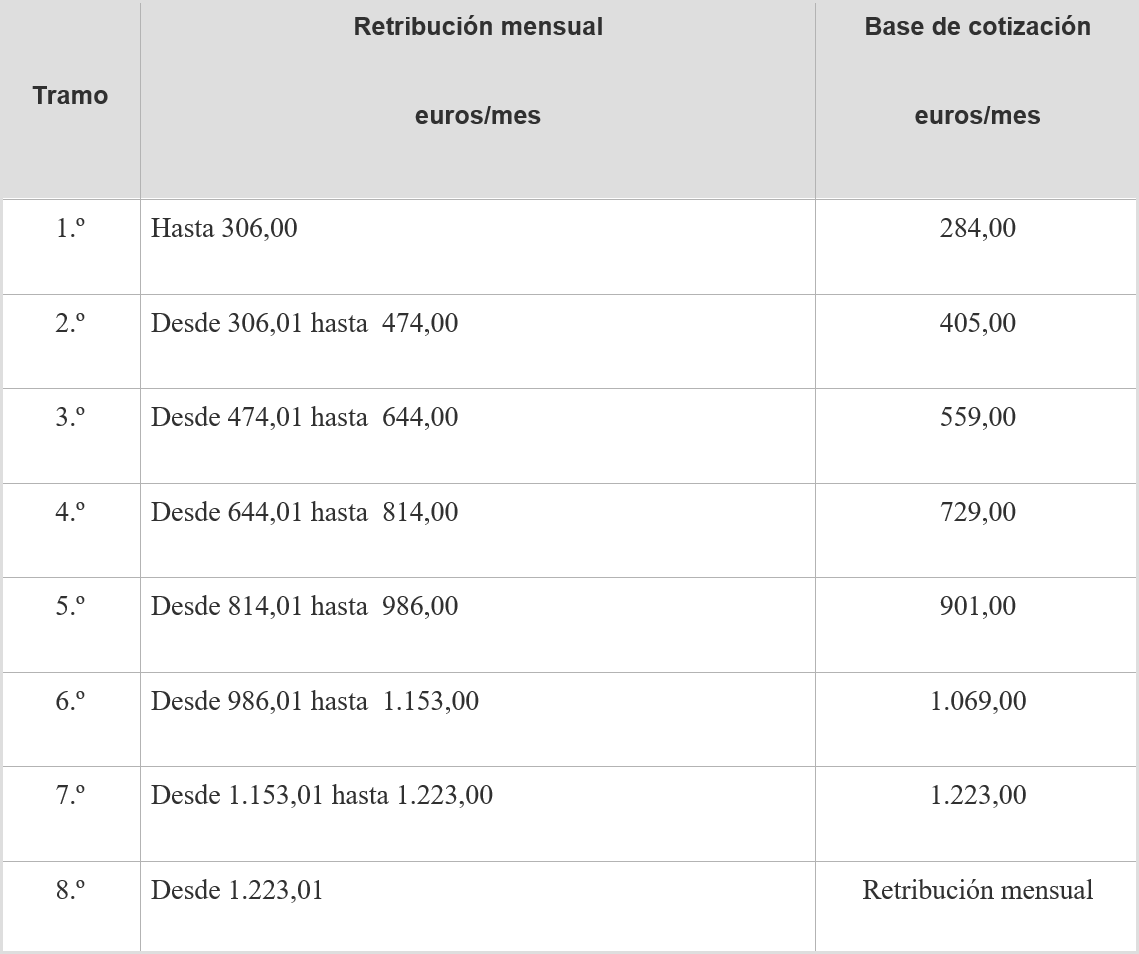 Tramo
Retribución mensual
euros/mes
Base de cotización
euros/mes
1.º Hasta 306,00 284,00
2.º Desde 306,01 hasta  474,00 405,00
3.º Desde 474,01 hasta  644,00 559,00
4.º Desde 644,01 hasta  814,00 729,00
5.º Desde 814,01 hasta  986,00 901,00
6.º Desde 986,01 hasta  1.153,00 1.069,00
7.º Desde 1.153,01 hasta 1.223,00 1.223,00
8.º Desde 1.223,01 Retribución mensual